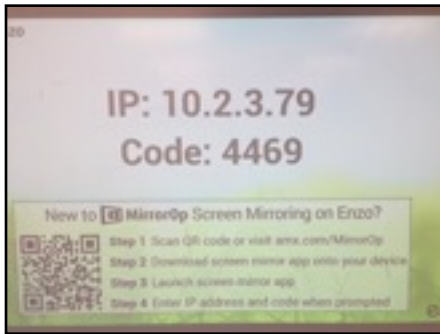 zo
IP: 10.2.3.79
Code: 4469
New to MirrorOp Screen Mirroring on Enzo?
Step 1 Scan QR code or visit amx.com/MirrorOp
Step 2 Download screen mirror app onto your device
Step 3 Launch screen mirror app
Step 4 Enter IP address and code when prompted